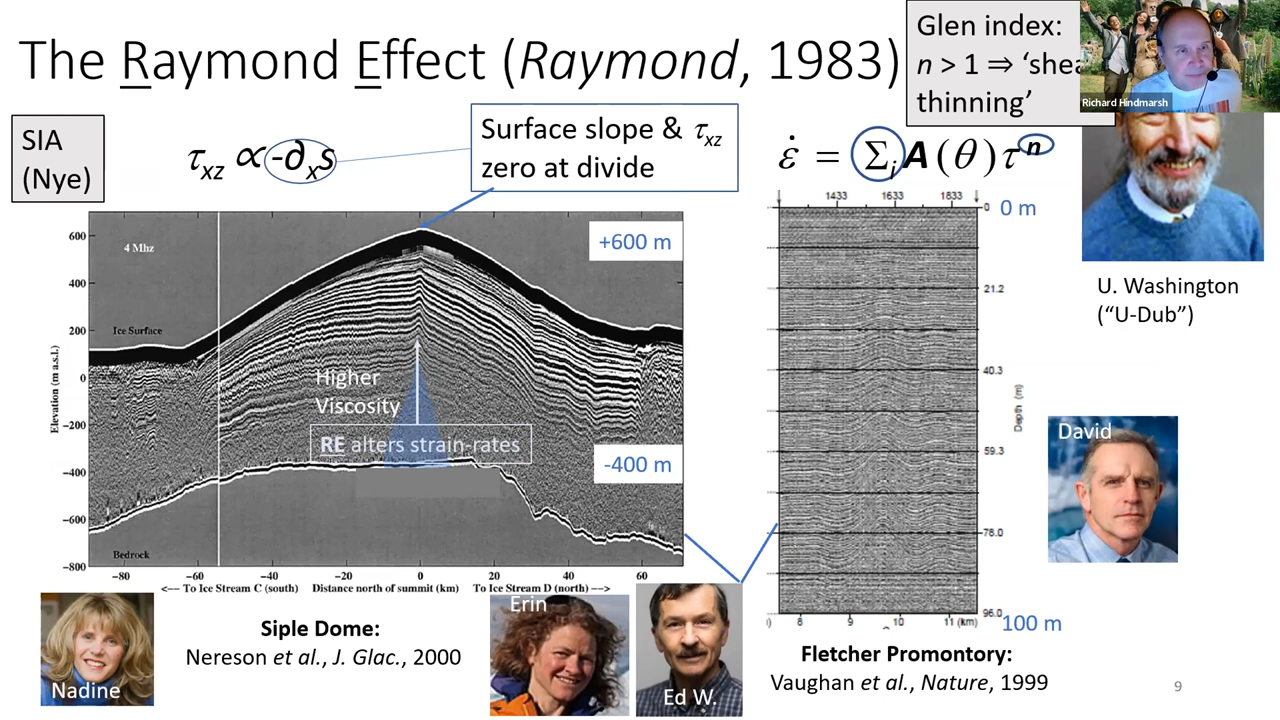 The Raymond Effect (Raymond, 1983)
Glen index:
n > 1 ⇒ ‘shea
thinning’
Richard Hindmarsh
SIA
(Nye)
τxz ∝ -∂xs
Surface slope & τxz
zero at divide
ε̇ = Σi A(θ)τⁿ
U. Washington
(“U-Dub”)
4 Mhz
+600 m
Ice Surface
Higher
Viscosity
RE alters strain-rates
-400 m
Bedrock
Elevation (m a.s.l.)
600
400
200
0
−200
−400
−600
−800
−80 −60 −40 −20 0 20 40 60
<-- To Ice Stream C (south) Distance north of summit (km) To Ice Stream D (north) -->
1433 1633 1833
0 0 m
21.2
40.3
59.3
78.0
96.0
100 m
Depth (m)
8 9 10 11 (km)
David
Nadine
Siple Dome:
Nereson et al., J. Glac., 2000
Erin
Ed W.
Fletcher Promontory:
Vaughan et al., Nature, 1999
9